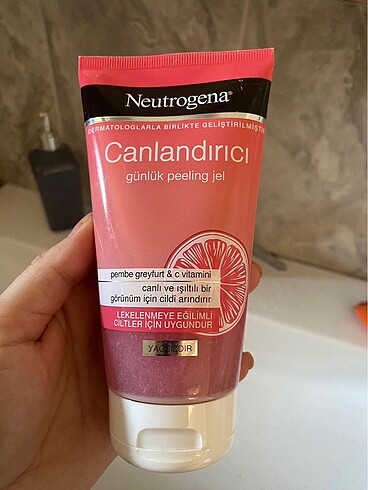 Neutrogena®
DERMATOLOGLARLA BİRLİKTE GELİŞTİRİLMİŞTİR
Canlandırıcı
günlük peeling jel
pembe greyfurt & c vitamini
canlı ve ışıltılı bir
görünüm için cildi arındırır
LEKELENMEYE EĞİLİMLİ
CİLTLER İÇİN UYGUNDUR
YAĞSIZDIR